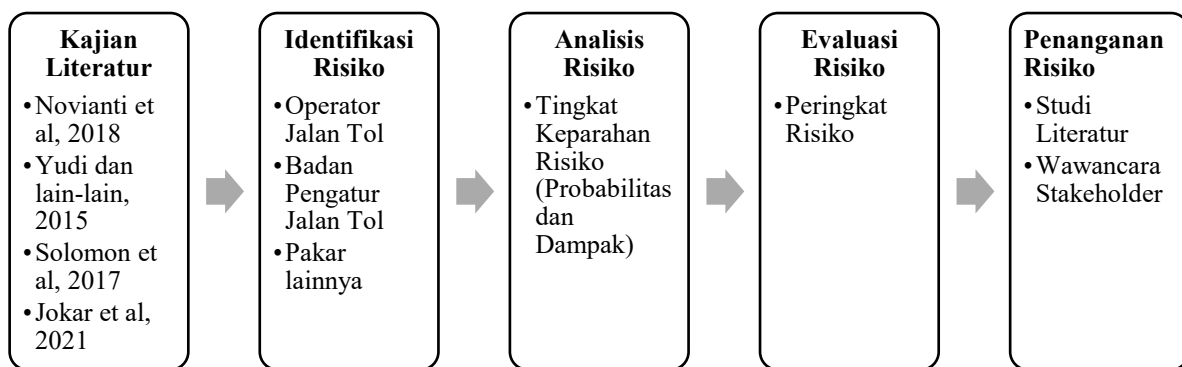 Kajian
Literatur
•Novianti et
al, 2018
•Yudi dan
lain-lain,
2015
•Solomon et
al, 2017
•Jokar et al,
2021
Identifikasi
Risiko
•Operator
Jalan Tol
•Badan
Pengatur
Jalan Tol
•Pakar
lainnya
Analisis
Risiko
•Tingkat
Keparahan
Risiko
(Probabilitas
dan
Dampak)
Evaluasi
Risiko
•Peringkat
Risiko
Penanganan
Risiko
•Studi
Literatur
•Wawancara
Stakeholder